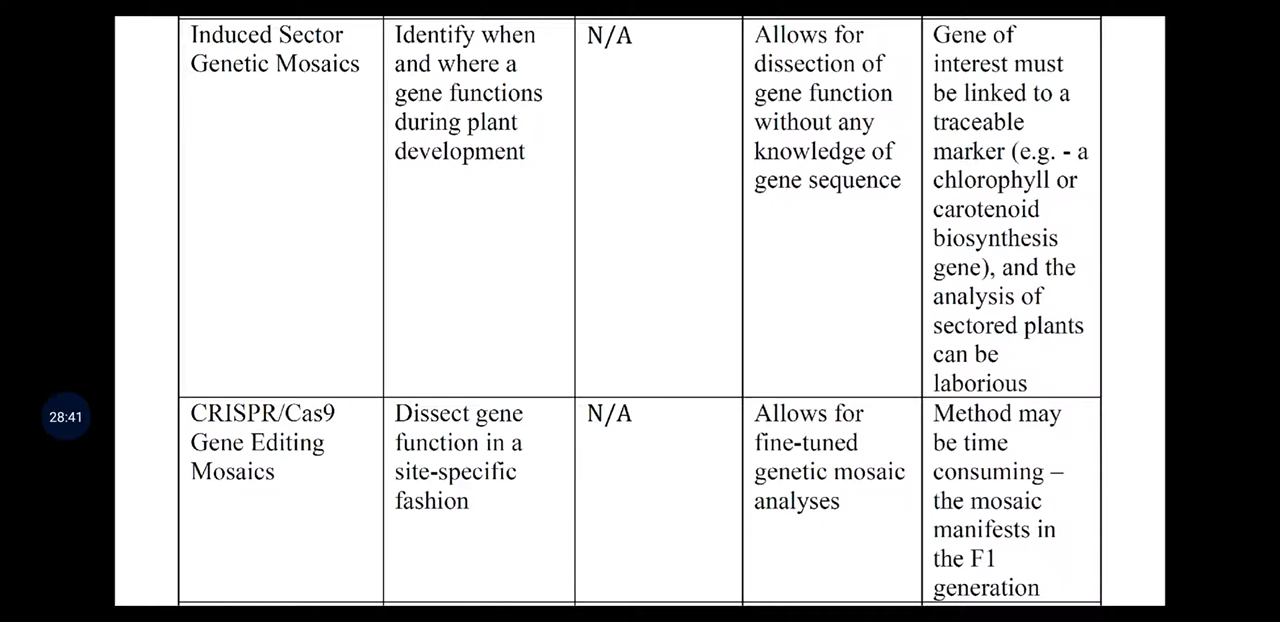 Induced Sector
Genetic Mosaics
Identify when
and where a
gene functions
during plant
development
N/A
Allows for
dissection of
gene function
without any
knowledge of
gene sequence
Gene of
interest must
be linked to a
traceable
marker (e.g. - a
chlorophyll or
carotenoid
biosynthesis
gene), and the
analysis of
sectored plants
can be
laborious
28:41
CRISPR/Cas9
Gene Editing
Mosaics
Dissect gene
function in a
site-specific
fashion
N/A
Allows for
fine-tuned
genetic mosaic
analyses
Method may
be time
consuming –
the mosaic
manifests in
the F1
generation